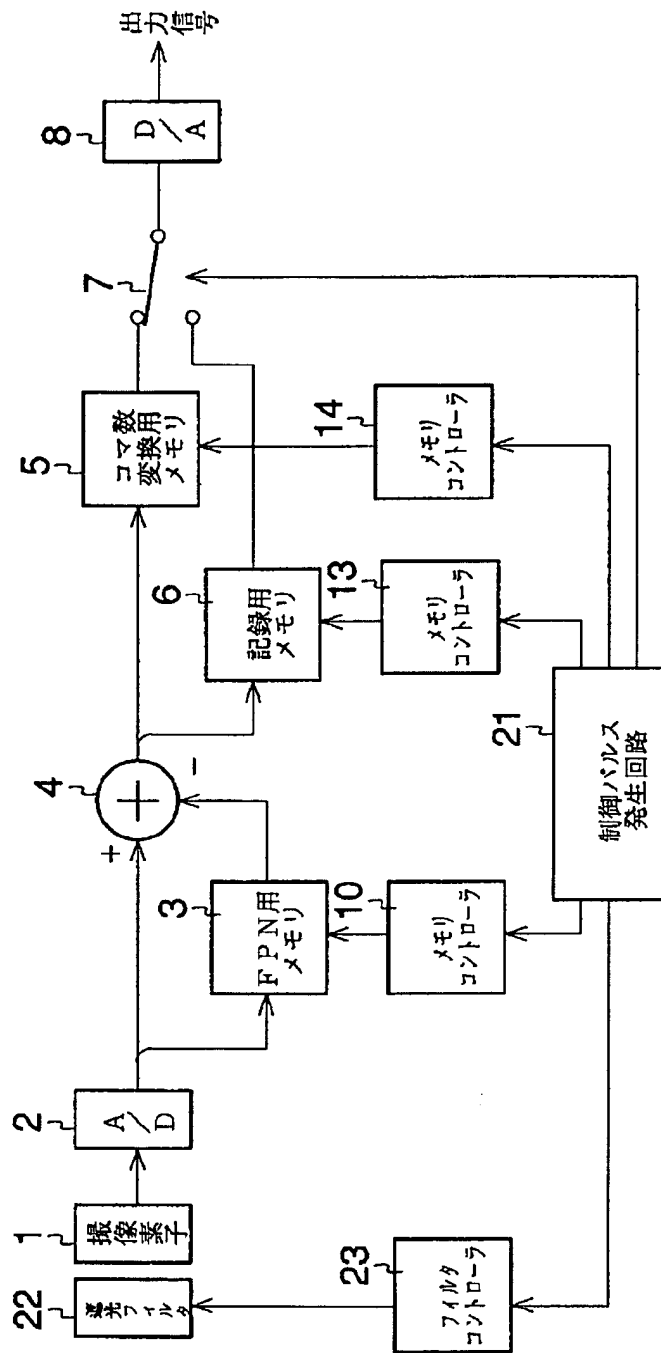 22
遮光フィルタ
1
撮像
素子
2
A/D
3
FPN用
メモリ
4
+
−
5
コマ数
変換用
メモリ
6
記録用
メモリ
7
8
D/A
出力
信号
23
フィルタ
コントローラ
10
メモリ
コントローラ
13
メモリ
コントローラ
14
メモリ
コントローラ
21
制御パルス
発生回路